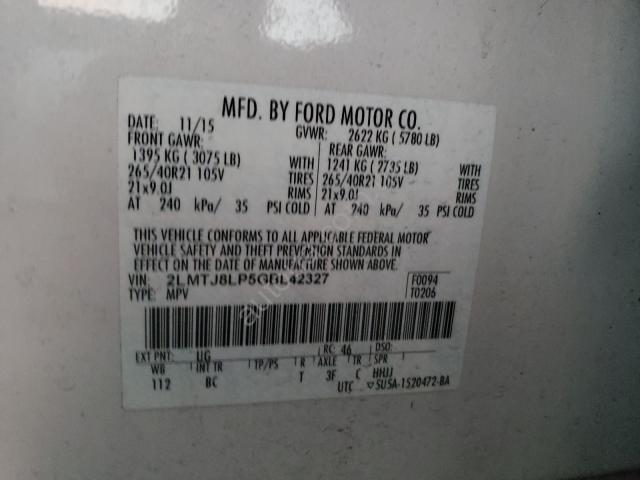 MFD. BY FORD MOTOR CO.
DATE: 11/15 GVWR: 2622 KG ( 5780 LB)
FRONT GAWR: REAR GAWR:
1395 KG ( 3075 LB) WITH 1241 KG ( 2735 LB) WITH
265/40R21 105V TIRES 265/40R21 105V TIRES
21x9.0J RIMS 21x9.0J RIMS
AT 240 kPa/ 35 PSI COLD AT 240 kPa/ 35 PSI COLD
THIS VEHICLE CONFORMS TO ALL APPLICABLE FEDERAL MOTOR
VEHICLE SAFETY AND THEFT PREVENTION STANDARDS IN
EFFECT ON THE DATE OF MANUFACTURE SHOWN ABOVE.
VIN: 2LMTJ8LP5GBL42327 F0094
TYPE: MPV T0206
EXT PNT: UG RC: 46 DSO:
WB INT TR TP/PS R AXLE TR SPR
112 BC T 3F C HHJJ
UTC ▽5U5A-1520472-BA